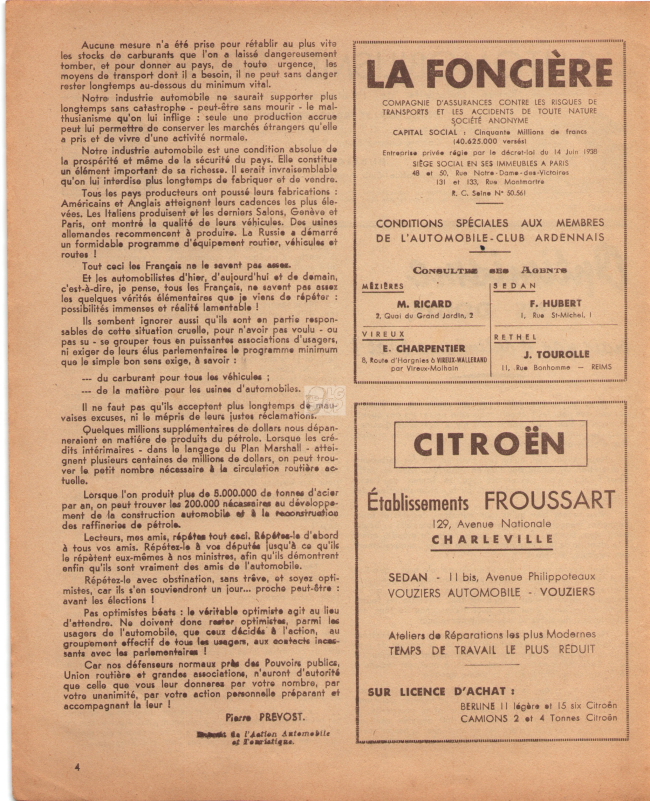 Aucune mesure n'a été prise pour rétablir au plus vite
les stocks de carburants que l'on a laissé dangereusement
tomber, et pour donner au pays, de toute urgence, les
moyens de transport dont il a besoin, il ne peut sans danger
rester longtemps au-dessous du minimum vital.
Notre industrie automobile ne saurait supporter plus
longtemps sans catastrophe - peut-être sans mourir - le mal-
thusianisme qu'on lui inflige : seule une production accrue
peut lui permettre de conserver les marchés étrangers qu'elle
a pris et de vivre d'une activité normale.
Notre industrie automobile est une condition absolue de
la prospérité et même de la sécurité du pays. Elle constitue
un élément important de sa richesse. Il serait invraisemblable
qu'on lui interdise plus longtemps de fabriquer et de vendre.
Tous les pays producteurs ont poussé leurs fabrications :
Américains et Anglais atteignent leurs cadences les plus éle-
vées. Les Italiens produisent et les derniers Salons, Genève et
Paris, ont montré la qualité de leurs véhicules. Des usines
allemandes recommencent à produire. La Russie a démarré
un formidable programme d'équipement routier, véhicules et
routes !
Tout ceci les Français ne le savent pas assez.
Et les automobilistes d'hier, d'aujourd'hui et de demain,
c'est-à-dire, je pense, tous les Français, ne savent pas assez
les quelques vérités élémentaires que je viens de répéter :
possibilités immenses et réalité lamentable !
Ils sembent ignorer aussi qu'ils sont en partie respon-
sables de cette situation cruelle, pour n'avoir pas voulu - ou
pas su - se grouper tous en puissantes associations d'usagers,
ni exiger de leurs élus parlementaires le programme minimum
que le simple bon sens exige, à savoir :
--- du carburant pour tous les véhicules ;
--- de la matière pour les usines d'automobiles.
Il ne faut pas qu'ils acceptent plus longtemps de mau-
vaises excuses, ni le mépris de leurs justes réclamations.
Quelques millions supplémentaires de dollars nous dépan-
neraient en matière de produits du pétrole. Lorsque les cré-
dits intérimaires - dans le langage du Plan Marshall - attei-
gnent plusieurs centaines de millions de dollars, on peut trou-
ver le petit nombre nécessaire à la circulation routière ac-
tuelle.
Lorsque l'on produit plus de 5.000.000 de tonnes d'acier
par an, on peut trouver les 200.000 nécessaires au développe-
ment de la construction automobile et à la reconstruction
des raffineries de pétrole.
Lecteurs, mes amis, répétez tout ceci. Répétez-le d'abord
à tous vos amis. Répétez-le à vos députés jusqu'à ce qu'ils
le répètent eux-mêmes à nos ministres, afin qu'ils démontrent
enfin qu'ils sont vraiment des amis de l'automobile.
Répétez-le avec obstination, sans trêve, et soyez opti-
mistes, car ils s'en souviendront un jour... proche peut-être :
avant les élections !
Pas optimistes béats : le véritable optimiste agit au lieu
d'attendre. Ne doivent donc rester optimistes, parmi les
usagers de l'automobile, que ceux décidés à l'action, au
groupement effectif de tous les usagers, aux contacts inces-
sants avec les parlementaires !
Car nos défenseurs normaux près des Pouvoirs publics,
Union routière et grandes associations, n'auront d'autorité
que celle que vous leur donnerez par votre nombre, par
votre unanimité, par votre action personnelle préparant et
accompagnant la leur !
Pierre PREVOST.
de l'Action Automobile
et Touristique.
4
LA FONCIÈRE
COMPAGNIE D'ASSURANCES CONTRE LES RISQUES DE
TRANSPORTS ET LES ACCIDENTS DE TOUTE NATURE
SOCIÉTÉ ANONYME
CAPITAL SOCIAL : Cinquante Millions de francs
(40.625.000 versés)
Entreprise privée régie par le décret-loi du 14 Juin 1938
SIÈGE SOCIAL EN SES IMMEUBLES A PARIS
48 et 50, Rue Notre-Dame-des-Victoires
131 et 133, Rue Montmartre
R. C. Seine N° 50.561
CONDITIONS SPÉCIALES AUX MEMBRES
DE L'AUTOMOBILE-CLUB ARDENNAIS
CONSULTER SES AGENTS
MÉZIÈRES
M. RICARD
2, Quai du Grand Jardin, 2
SEDAN
F. HUBERT
1, Rue St-Michel, 1
VIREUX
E. CHARPENTIER
8, Route d'Hargnies à VIREUX-WALLERAND
par Vireux-Molhain
RETHEL
J. TOUROLLE
11, Rue Bonhomme — REIMS
CITROËN
Établissements FROUSSART
129, Avenue Nationale
CHARLEVILLE
SEDAN - 11 bis, Avenue Philippoteaux
VOUZIERS AUTOMOBILE - VOUZIERS
Ateliers de Réparations les plus Modernes
TEMPS DE TRAVAIL LE PLUS RÉDUIT
SUR LICENCE D'ACHAT :
BERLINE 11 légère et 15 six Citroën
CAMIONS 2 et 4 Tonnes Citroën